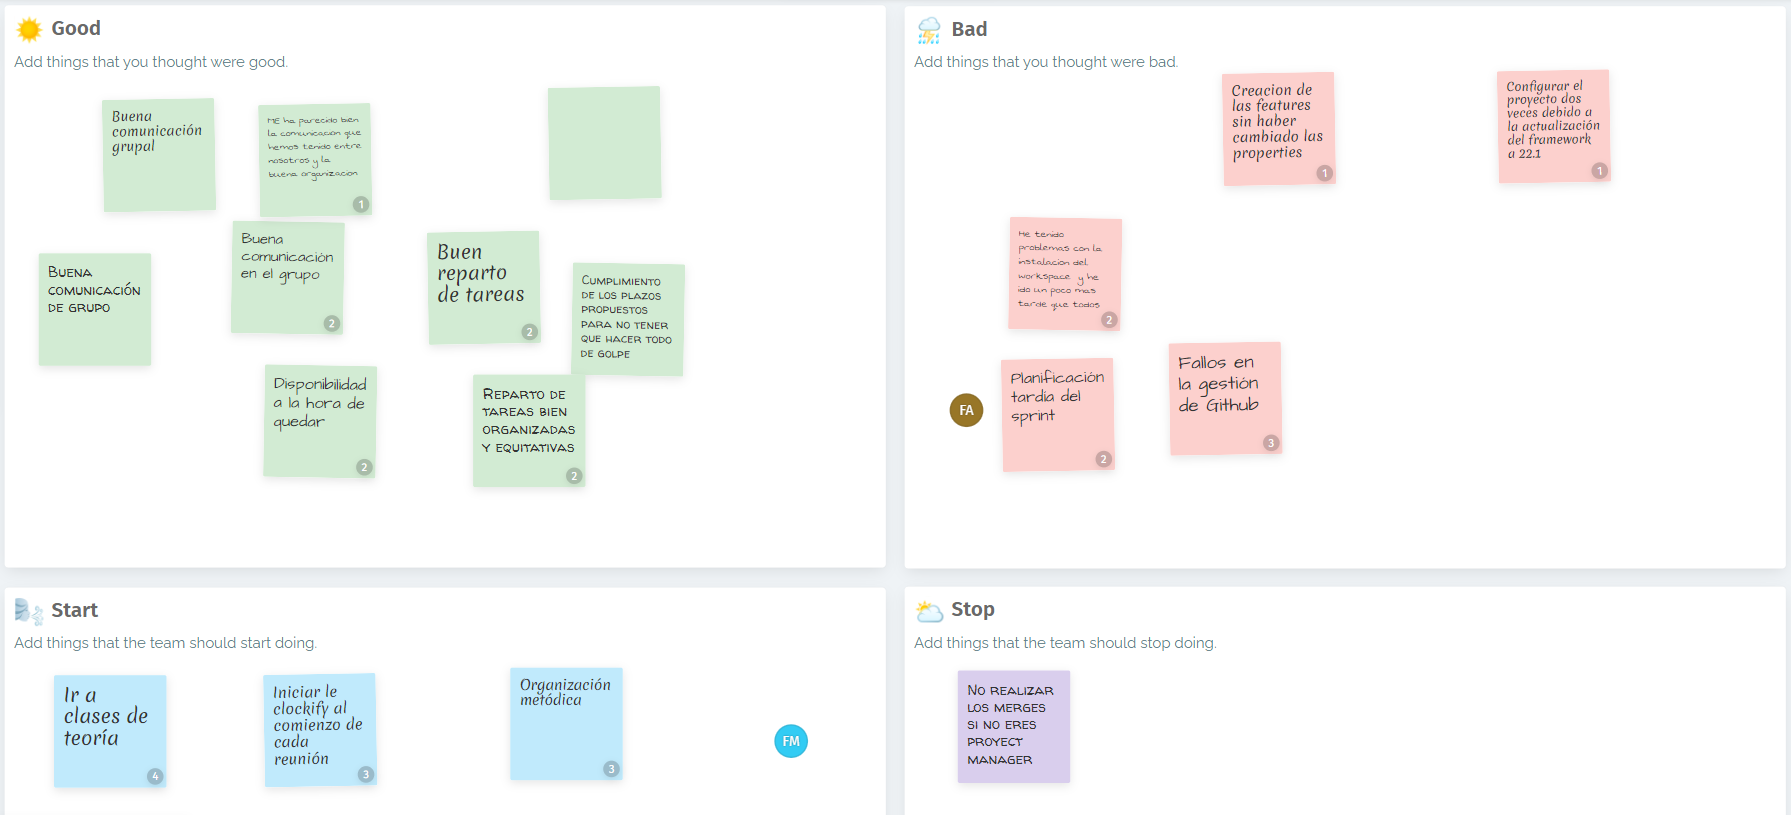 Good
Add things that you thought were good.
Buena
comunicación
grupal
ME ha parecido bien
la comunicacion que
hemos tenido entre
nosotros y la
buena organizacion
1
Buena
comunicación
en el grupo
2
Buen
reparto
de tareas
2
BUENA
COMUNICACIÓN
DE GRUPO
CUMPLIMIENTO
DE LOS PLAZOS
PROPUESTOS
PARA NO TENER
QUE HACER TODO
DE GOLPE
Disponibilidad
a la hora de
quedar
2
REPARTO DE
TAREAS BIEN
ORGANIZADAS
Y EQUITATIVAS
2
Bad
Add things that you thought were bad.
Creacion de
las features
sin haber
cambiado las
properties
1
Configurar el
proyecto dos
veces debido a
la actualización
del framework
a 22.1
1
He tenido
problemas con la
instalacion del
workspace y he
ido un poco mas
tarde que todos
2
FA
Planificación
tardía del
sprint
2
Fallos en
la gestión
de Github
3
Start
Add things that the team should start doing.
Ir a
clases de
teoría
4
Iniciar le
clockify al
comienzo de
cada
reunión
3
Organización
metódica
3
FM
Stop
Add things that the team should stop doing.
NO REALIZAR
LOS MERGES
SI NO ERES
PROYECT
MANAGER